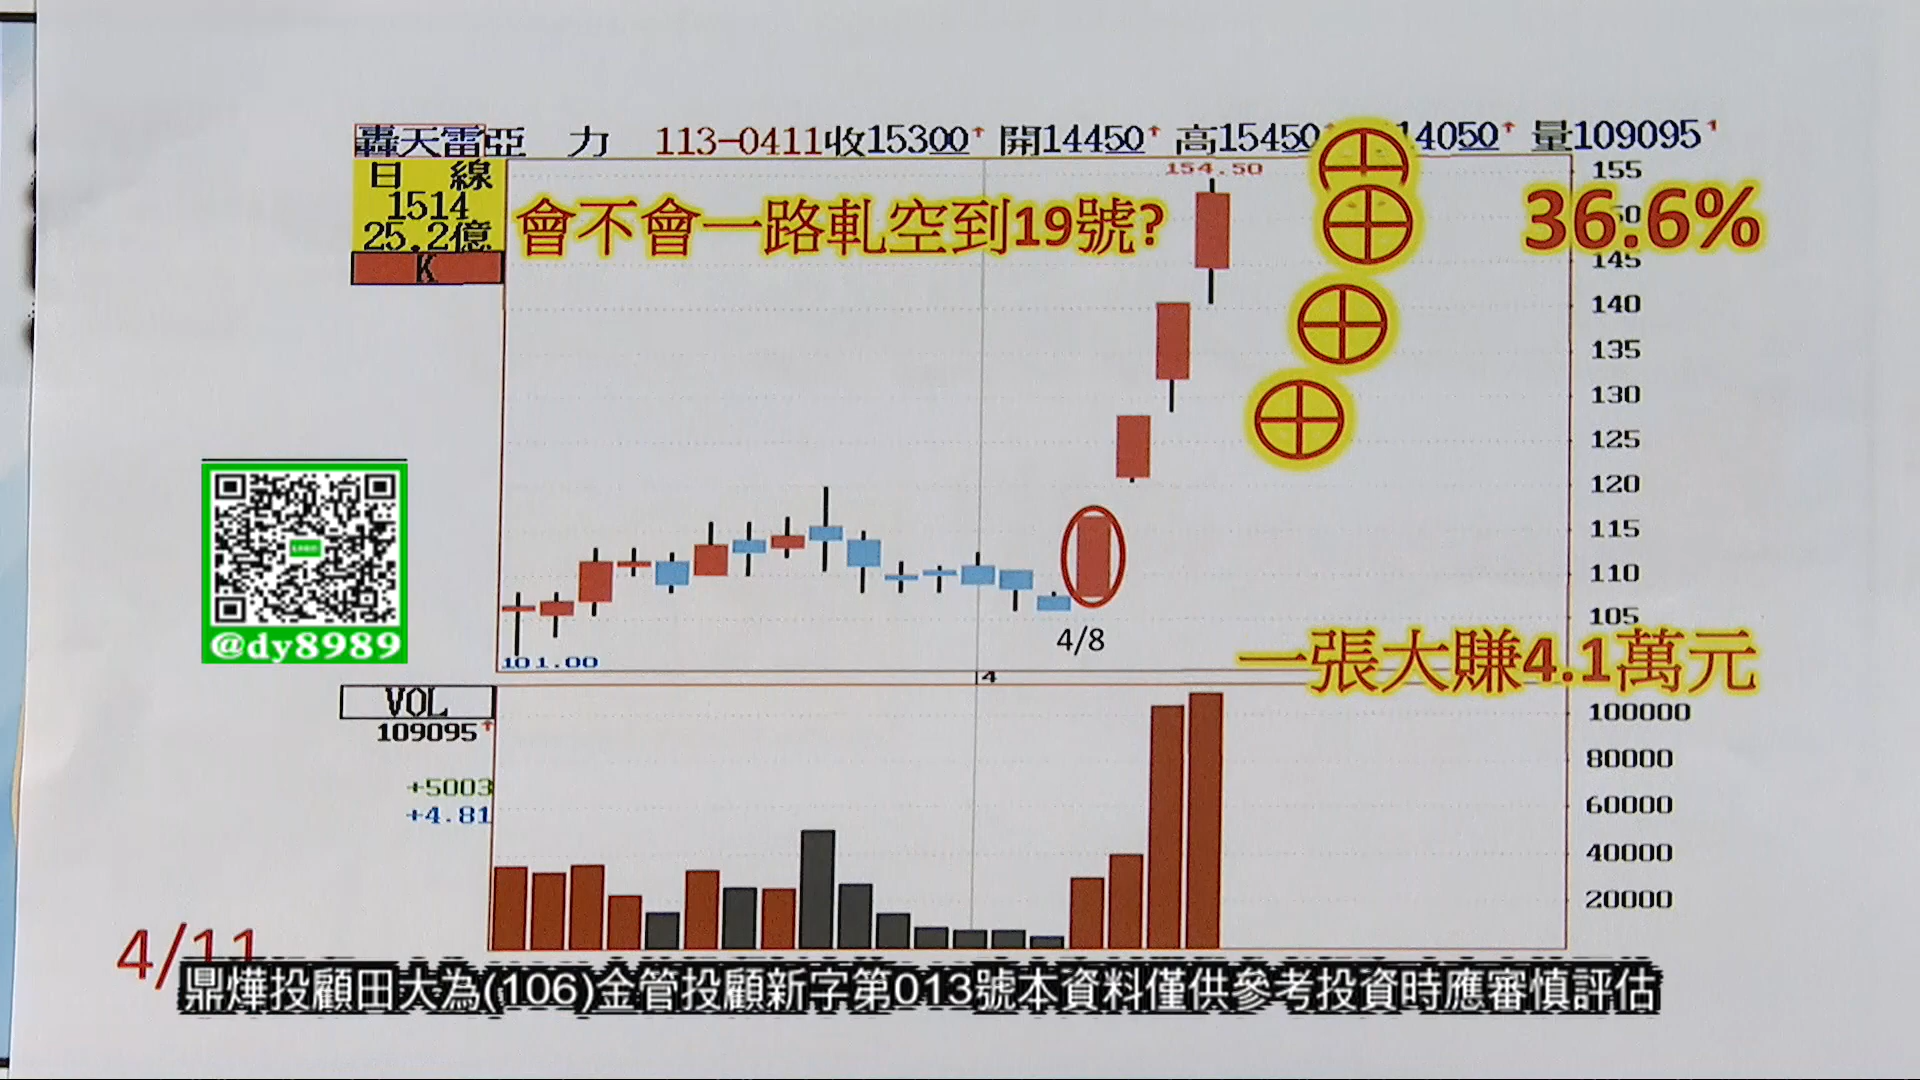 轟天雷亞 力 113-0411收15300↑ 開14450↑ 高15450 14050↑ 量109095↑
日 線
1514
25.2億
K
會不會一路軋空到19號?
154.50
36.6%
155
145
140
135
130
125
120
115
110
105
101.00
4/8
一張大賺4.1萬元
4
@dy8989
VOL
109095↑
+5003
+4.81
100000
80000
60000
40000
20000
4/11
鼎燁投顧田大為(106)金管投顧新字第013號本資料僅供參考投資時應審慎評估